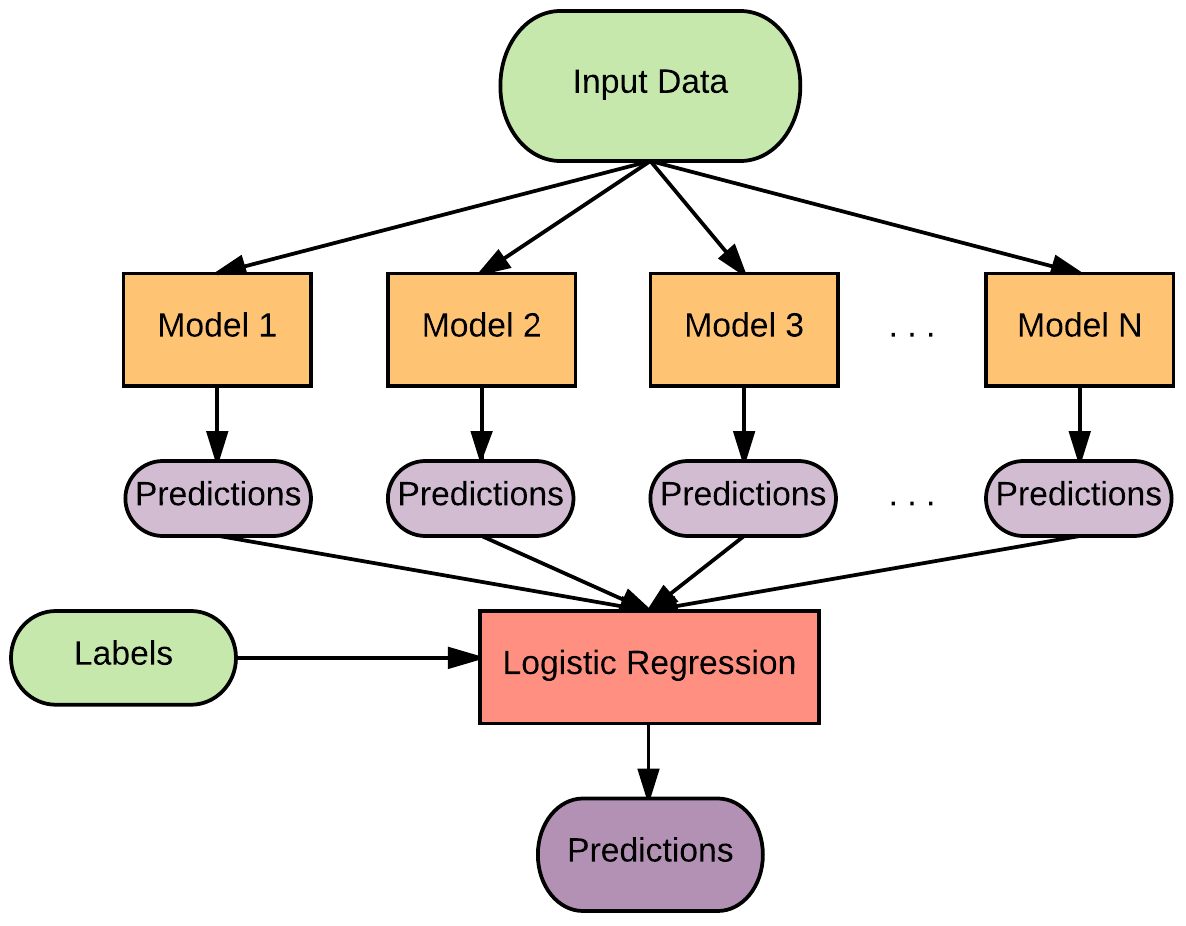 Input Data
Model 1
Model 2
Model 3
. . .
Model N
Predictions
Predictions
Predictions
. . .
Predictions
Labels
Logistic Regression
Predictions